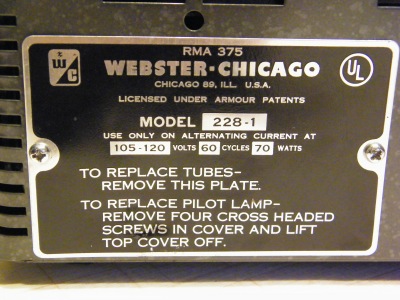 RMA 375
W C
WEBSTER-CHICAGO
UL
CHICAGO 89, ILL. U.S.A.
LICENSED UNDER ARMOUR PATENTS
MODEL 228-1
USE ONLY ON ALTERNATING CURRENT AT
105-120 VOLTS 60 CYCLES 70 WATTS
TO REPLACE TUBES-
REMOVE THIS PLATE.
TO REPLACE PILOT LAMP-
REMOVE FOUR CROSS HEADED
SCREWS IN COVER AND LIFT
TOP COVER OFF.